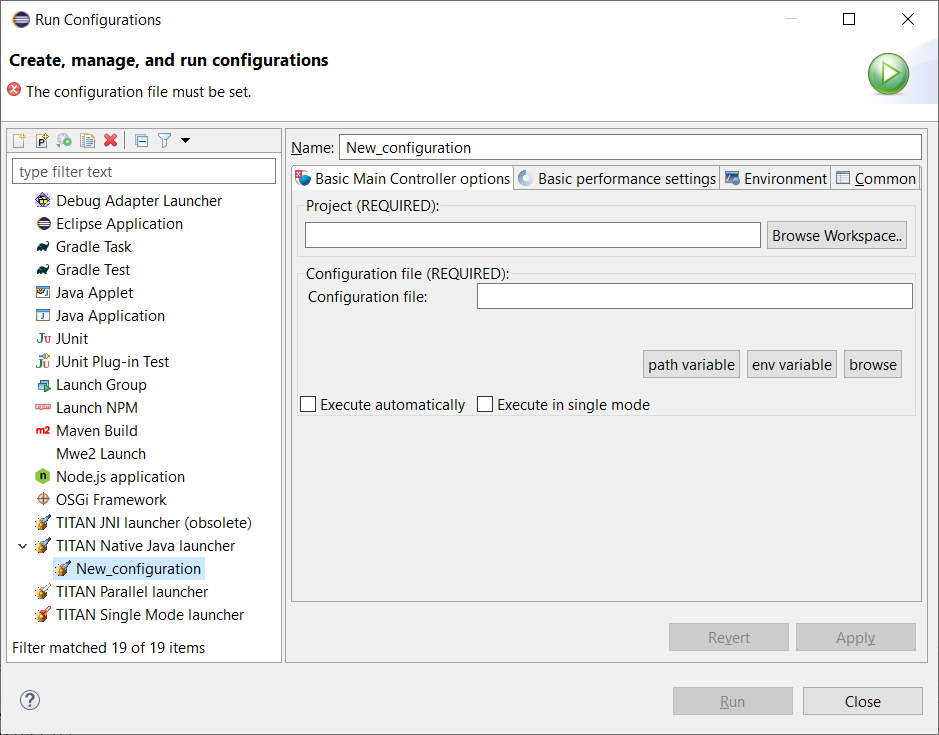 Run Configurations
Create, manage, and run configurations
The configuration file must be set.
type filter text
Debug Adapter Launcher
Eclipse Application
Gradle Task
Gradle Test
Java Applet
Java Application
JUnit
JUnit Plug-in Test
Launch Group
Launch NPM
Maven Build
Mwe2 Launch
Node.js application
OSGi Framework
TITAN JNI launcher (obsolete)
TITAN Native Java launcher
New_configuration
TITAN Parallel launcher
TITAN Single Mode launcher
Filter matched 19 of 19 items
Name: New_configuration
Basic Main Controller options Basic performance settings Environment Common
Project (REQUIRED):
Browse Workspace..
Configuration file (REQUIRED):
Configuration file:
path variable env variable browse
Execute automatically Execute in single mode
Revert Apply
Run Close